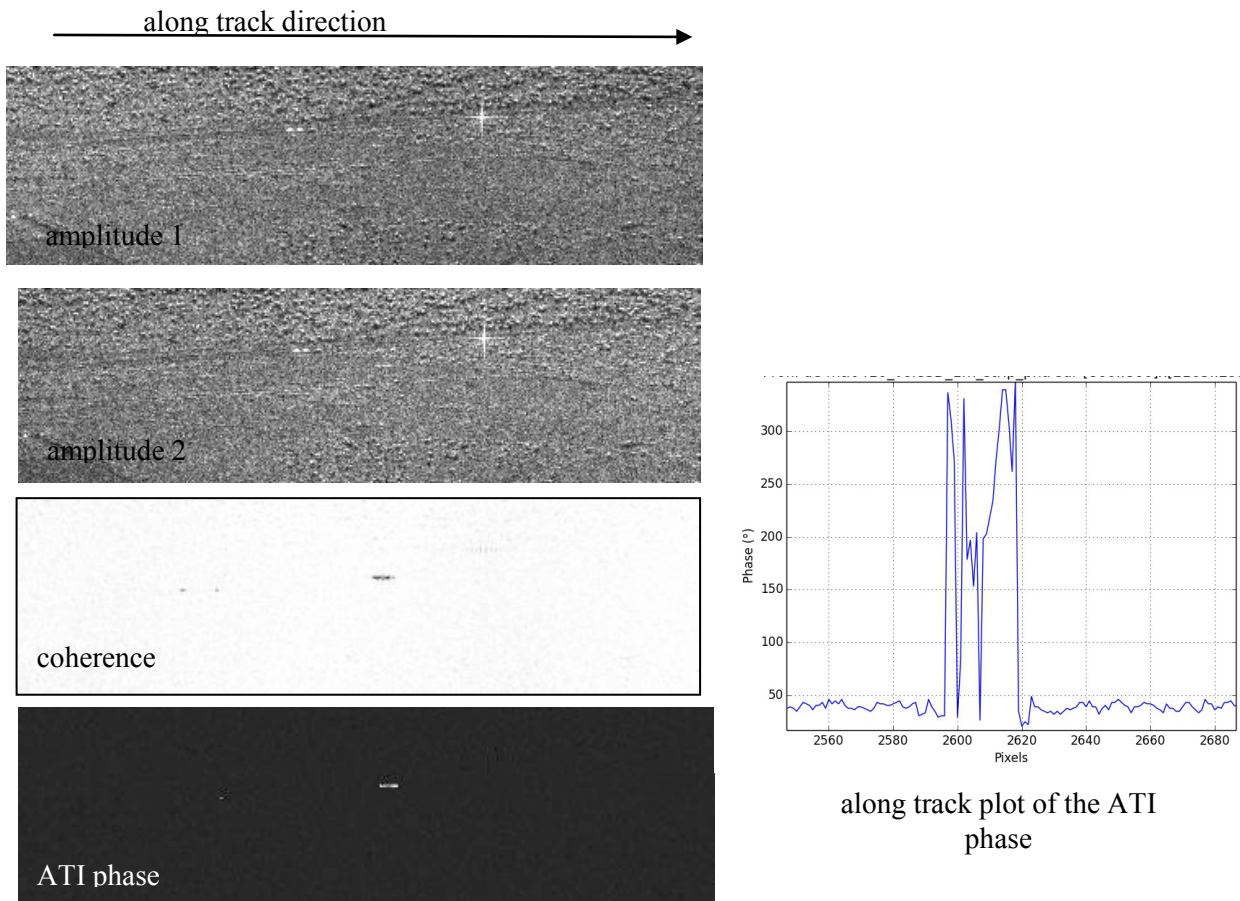 along track direction
amplitude 1
amplitude 2
coherence
ATI phase
300
250
200
150
100
50
Phase (°)
2560 2580 2600 2620 2640 2660 2680
Pixels
along track plot of the ATI
phase